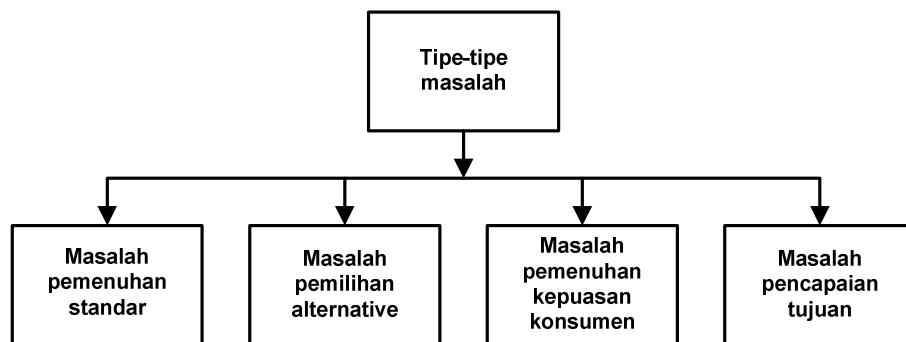 Tipe-tipe
masalah
Masalah
pemenuhan
standar
Masalah
pemilihan
alternative
Masalah
pemenuhan
kepuasan
konsumen
Masalah
pencapaian
tujuan